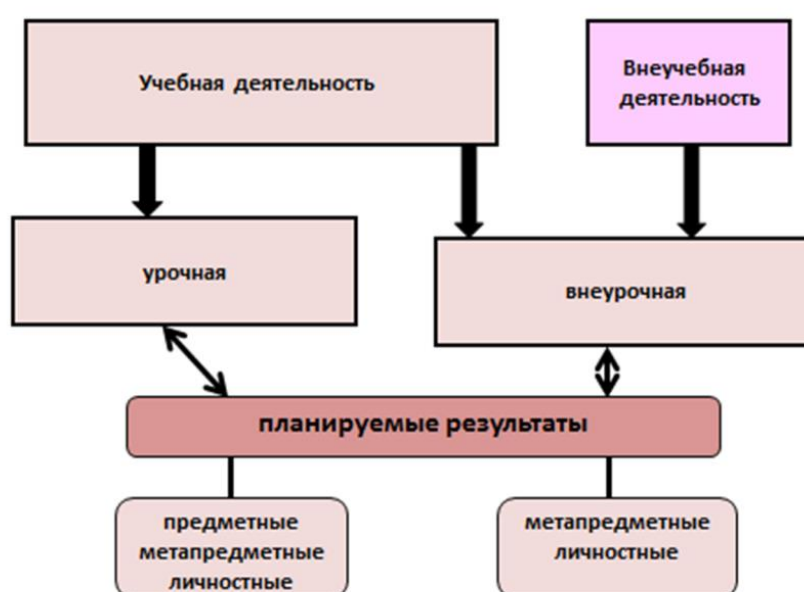 Учебная деятельность
Внеучебная
деятельность
урочная
внеурочная
планируемые результаты
предметные
метапредметные
личностные
метапредметные
личностные